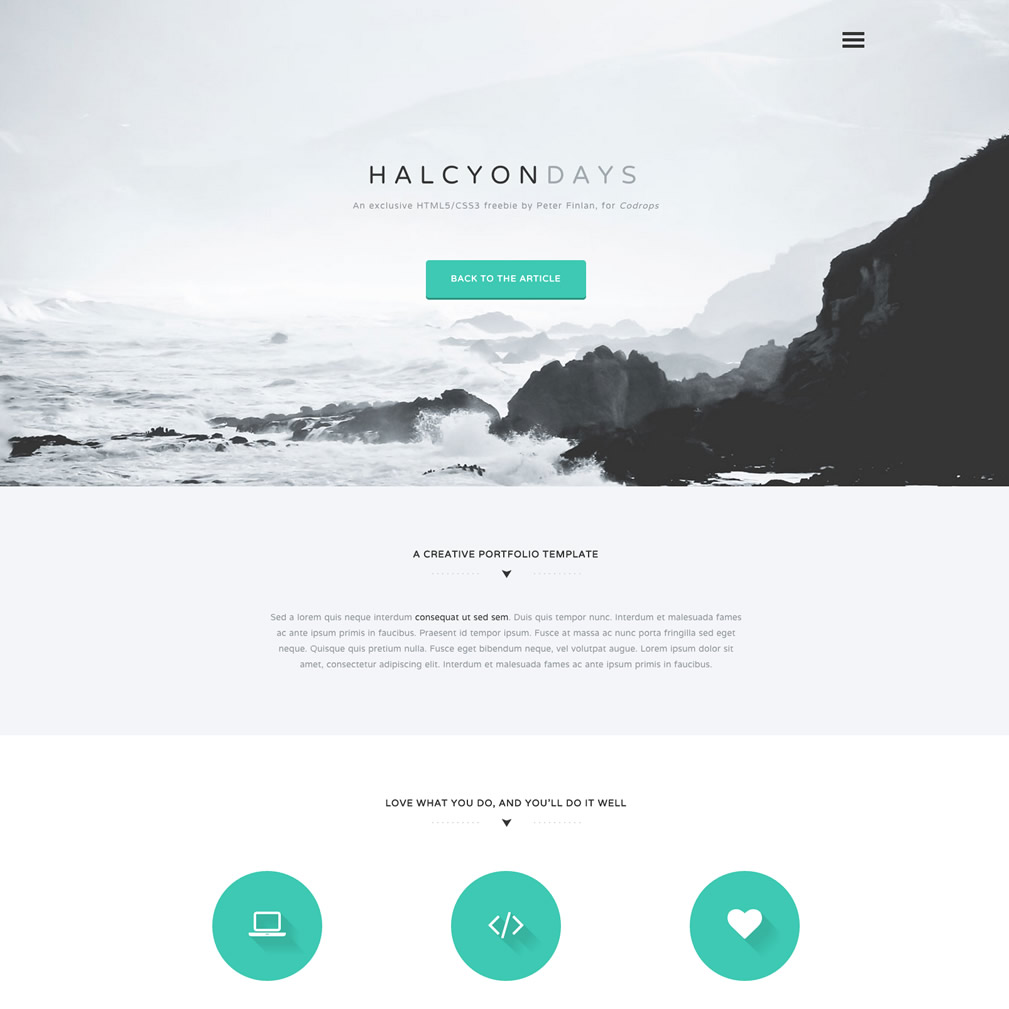 HALCYONDAYS
An exclusive HTML5/CSS3 freebie by Peter Finlan, for Codrops
BACK TO THE ARTICLE
A CREATIVE PORTFOLIO TEMPLATE
Sed a lorem quis neque interdum consequat ut sed sem. Duis quis tempor nunc. Interdum et malesuada fames
ac ante ipsum primis in faucibus. Praesent id tempor ipsum. Fusce at massa ac nunc porta fringilla sed eget
neque. Quisque quis pretium nulla. Fusce eget bibendum neque, vel volutpat augue. Lorem ipsum dolor sit
amet, consectetur adipiscing elit. Interdum et malesuada fames ac ante ipsum primis in faucibus.
LOVE WHAT YOU DO, AND YOU'LL DO IT WELL
</>